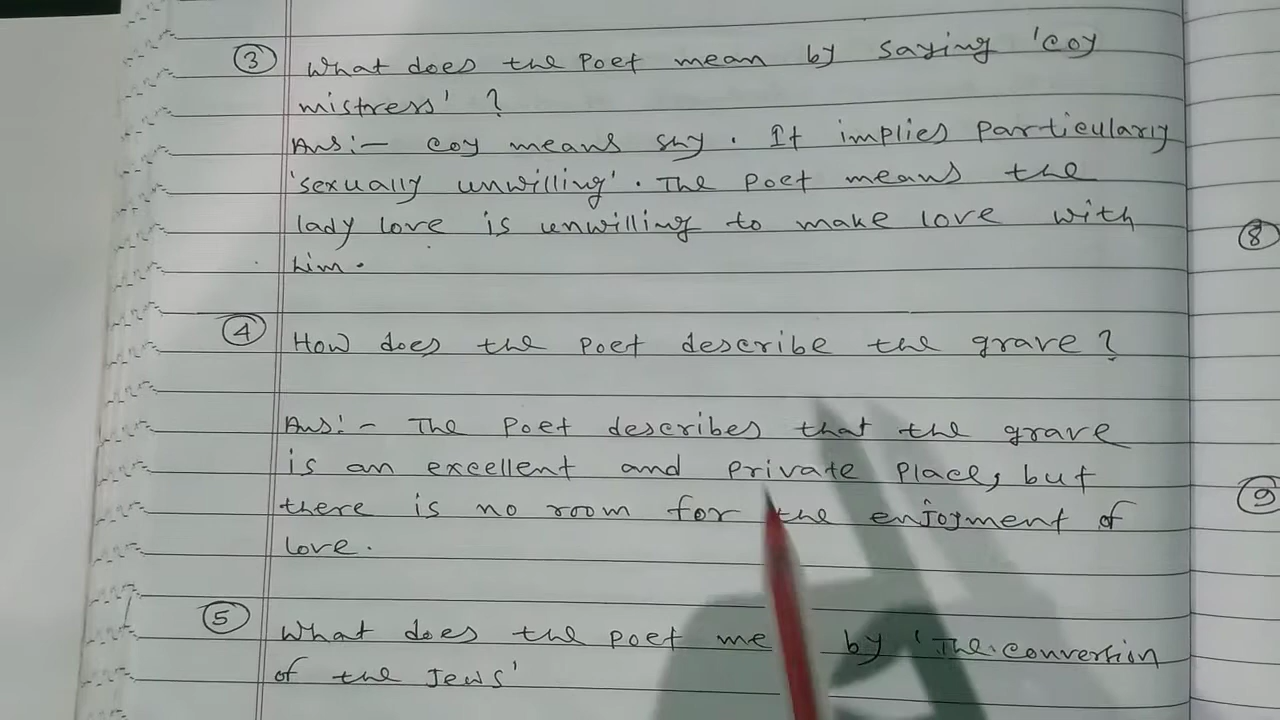 ③ What does the poet mean by saying 'coy
mistress' ?
Ans:- coy means shy. It implies particularly
'sexually unwilling'. The poet means the
lady love is unwilling to make love with
him.
④ How does the poet describe the grave ?
Ans:- The poet describes that the grave
is an excellent and private place, but
there is no room for the enjoyment of
love.
⑤ What does the poet me by 'The convertion
of the Jews'
⑧
⑨